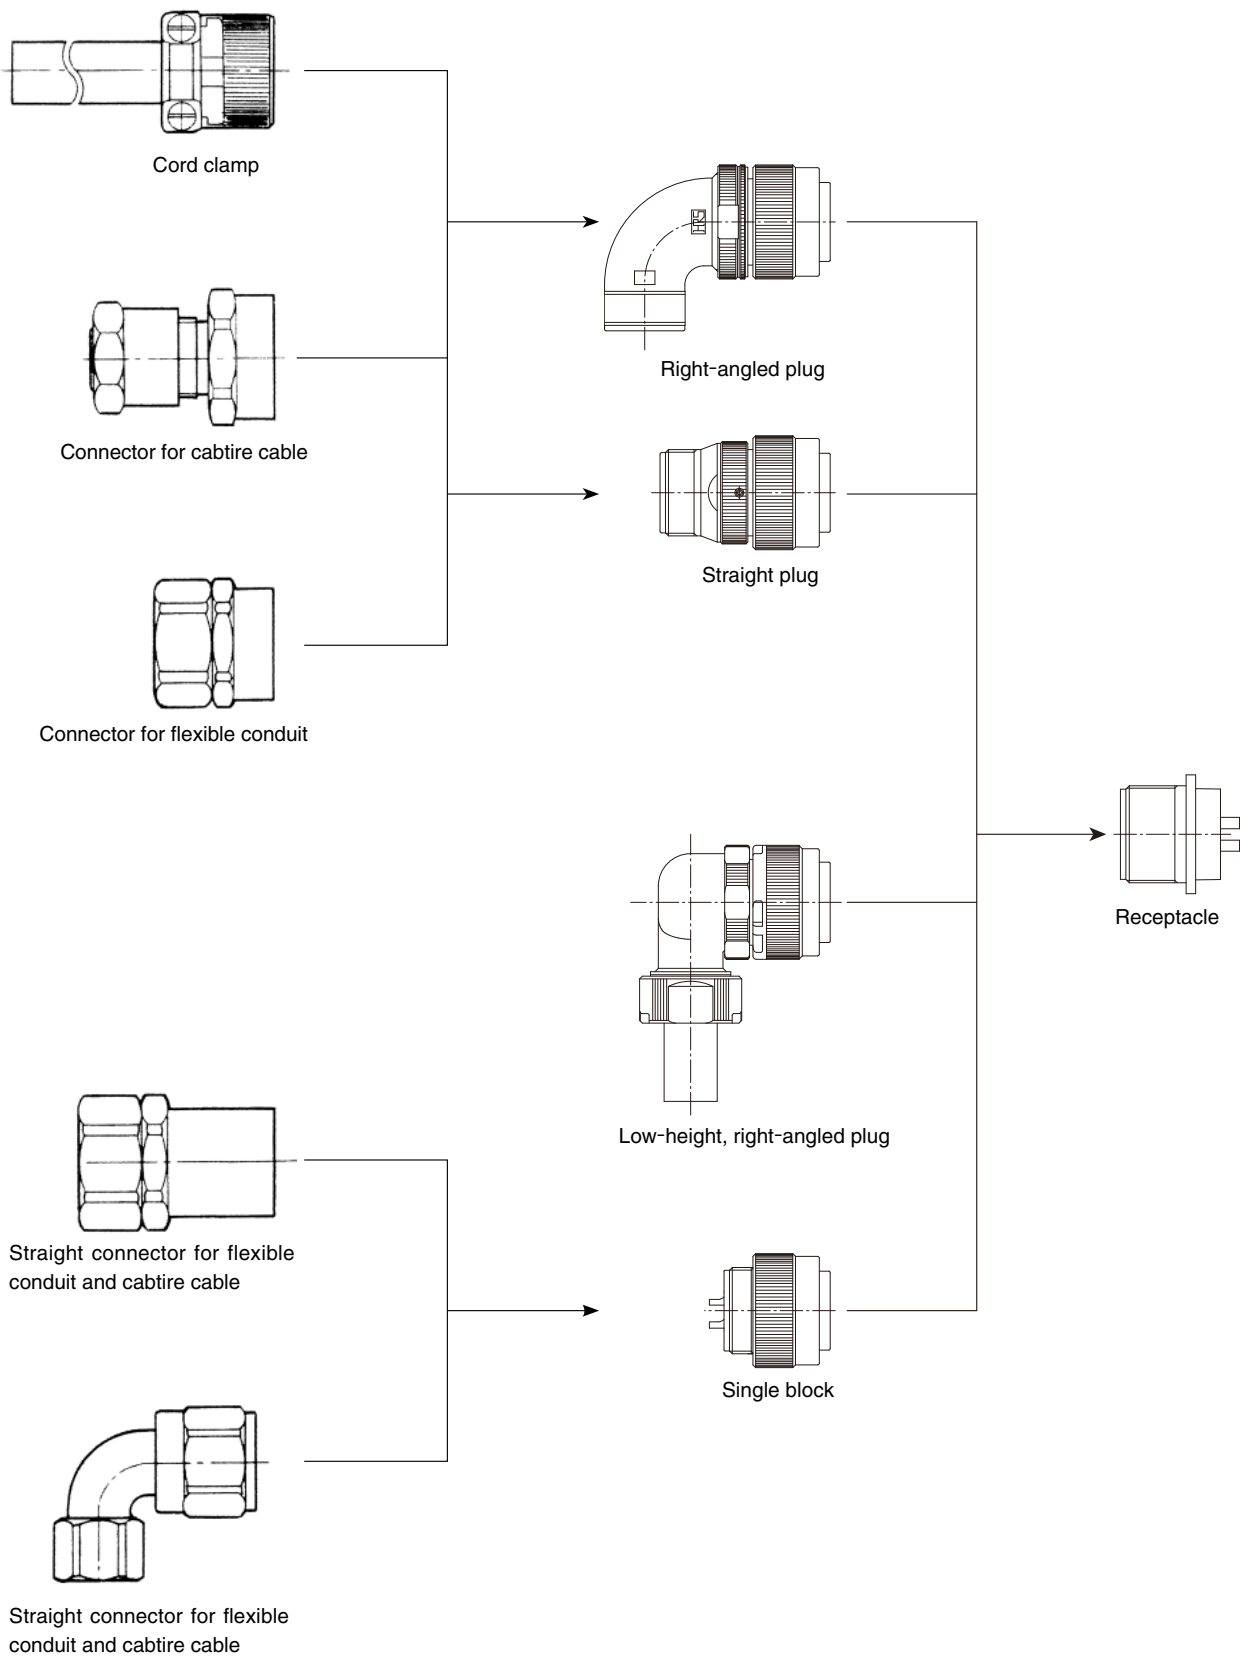 Cord clamp
HRS
Right-angled plug
Connector for cabtire cable
Straight plug
Connector for flexible conduit
Receptacle
Low-height, right-angled plug
Straight connector for flexible
conduit and cabtire cable
Single block
Straight connector for flexible
conduit and cabtire cable